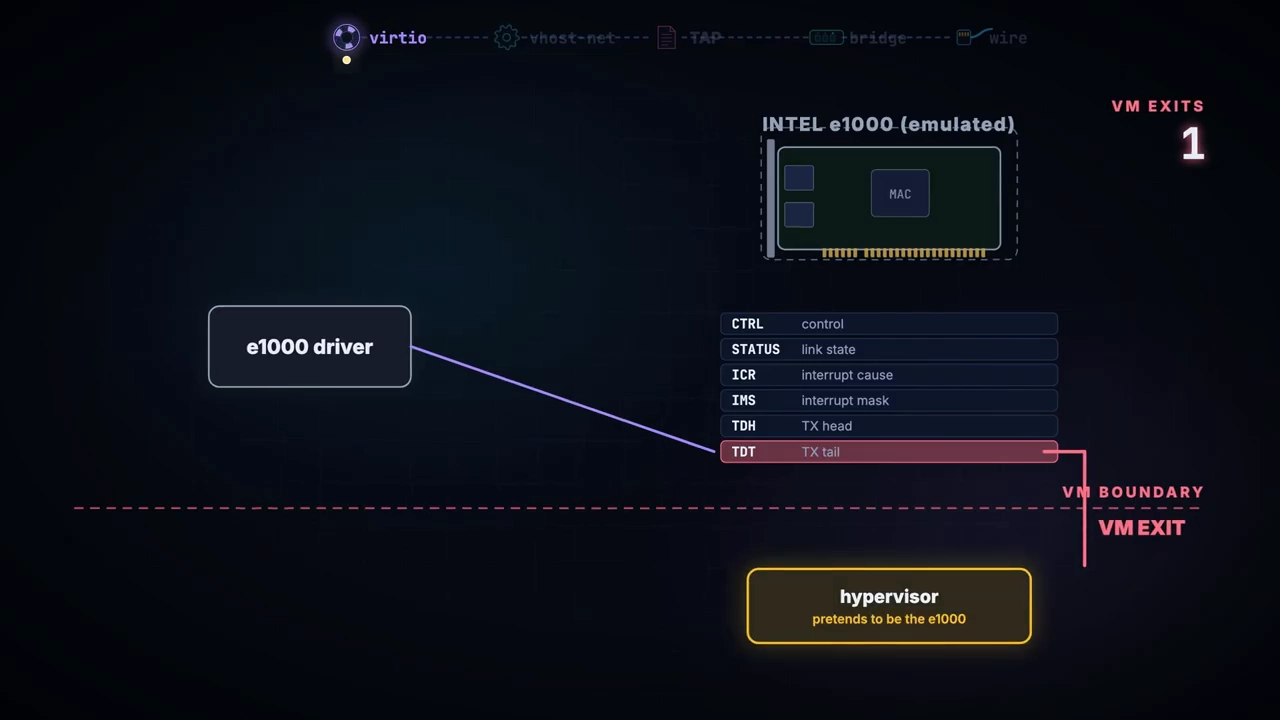 virtio vhost-net TAP bridge wire
VM EXITS
1
INTEL e1000 (emulated)
MAC
e1000 driver
CTRL control
STATUS link state
ICR interrupt cause
IMS interrupt mask
TDH TX head
TDT TX tail
VM BOUNDARY
VM EXIT
hypervisor
pretends to be the e1000